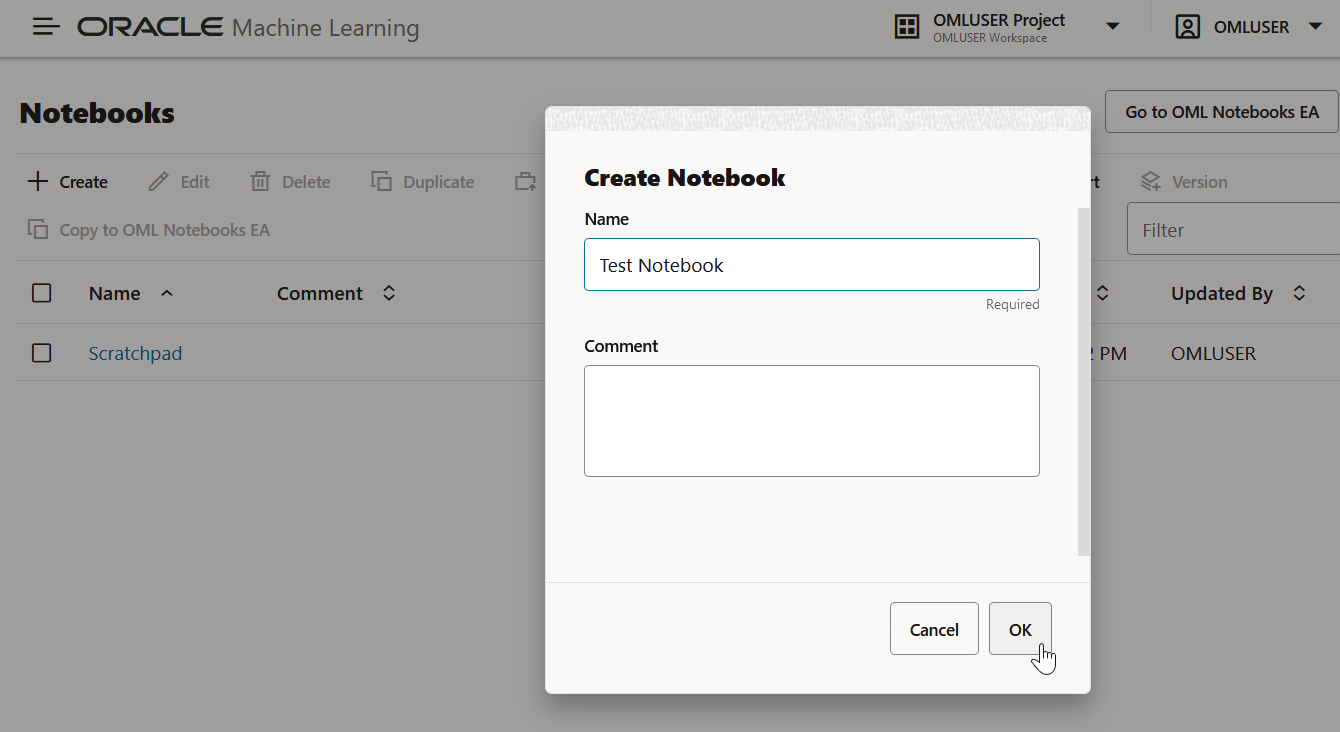 ORACLE Machine Learning
OMLUSER Project
OMLUSER Workspace
OMLUSER
Notebooks
Go to OML Notebooks EA
Create Edit Delete Duplicate
Version
Copy to OML Notebooks EA
Filter
Name Comment
Updated By
Scratchpad
PM OMLUSER
Create Notebook
Name
Test Notebook
Required
Comment
Cancel OK